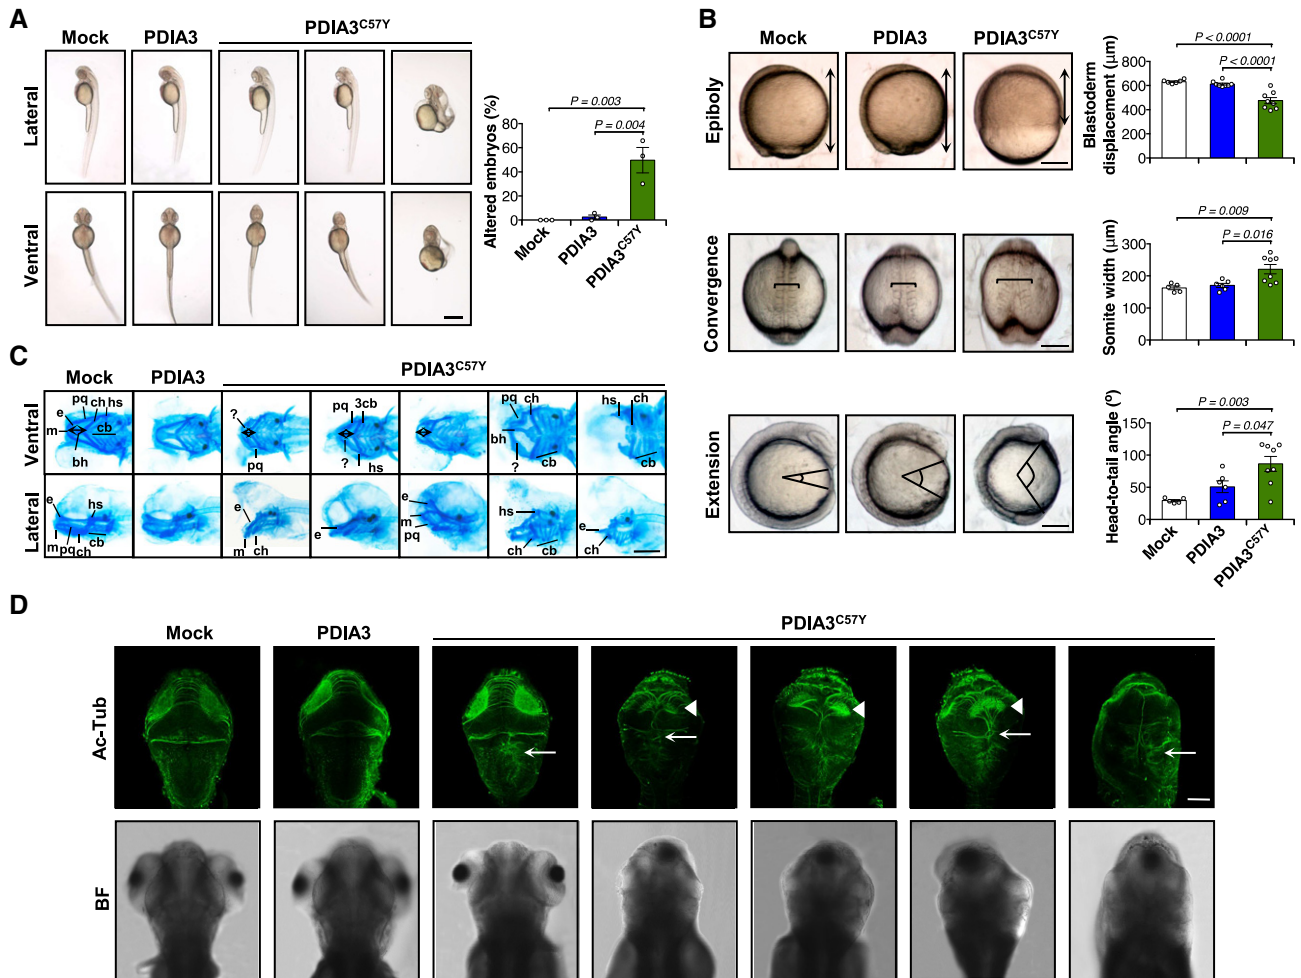 A
Mock
PDIA3
PDIA3C57Y
Lateral
Ventral
Altered embryos (%)
P = 0.003
P = 0.004
80
60
40
20
0
Mock
PDIA3
PDIA3C57Y
B
Mock
PDIA3
PDIA3C57Y
Epiboly
Blastoderm
displacement (μm)
P < 0.0001
P < 0.0001
800
600
400
200
0
Convergence
Somite width (μm)
P = 0.009
P = 0.016
300
200
100
0
Extension
Head-to-tail angle (º)
P = 0.003
P = 0.047
150
100
50
0
Mock
PDIA3
PDIA3C57Y
C
Mock
PDIA3
PDIA3C57Y
Ventral
e
pq
ch
hs
m
cb
bh
?
pq
pq
3cb
?
hs
pq
ch
bh
?
cb
hs
ch
cb
Lateral
e
hs
m
pq
ch
cb
e
m
ch
e
e
m
pq
hs
ch
cb
e
ch
D
Mock
PDIA3
PDIA3C57Y
Ac-Tub
BF